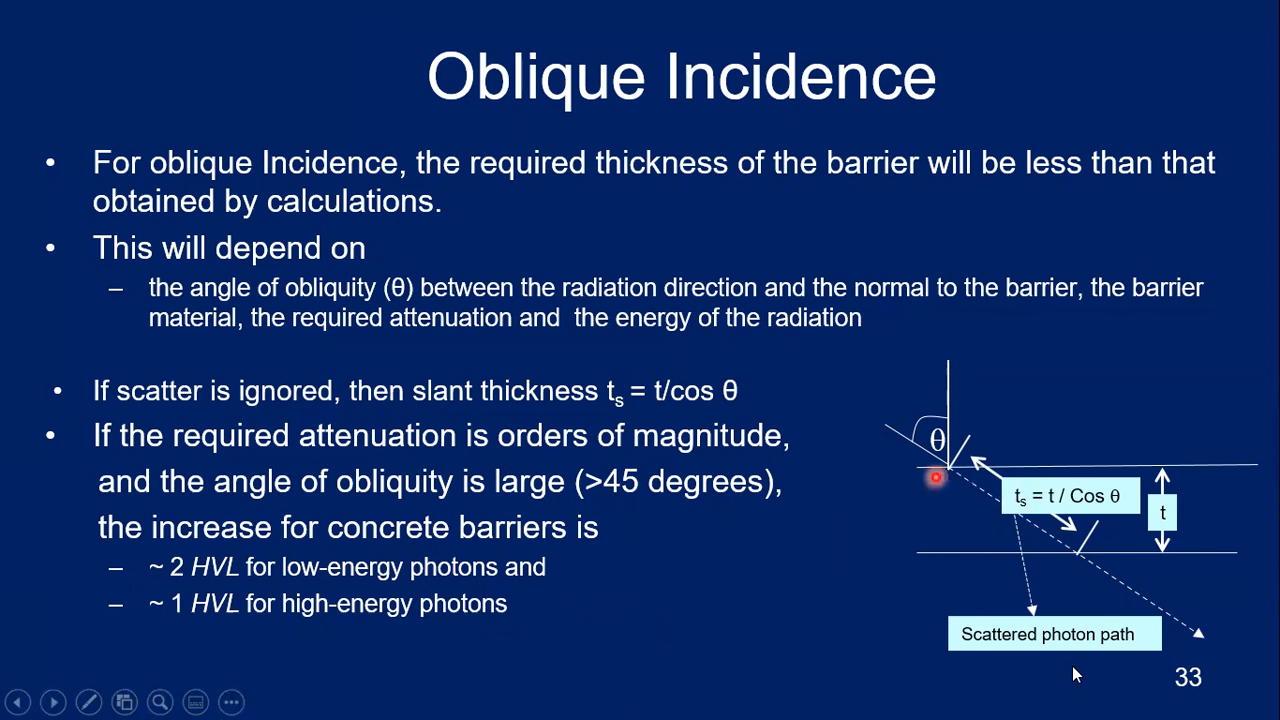 Oblique Incidence
• For oblique Incidence, the required thickness of the barrier will be less than that
obtained by calculations.
• This will depend on
– the angle of obliquity (θ) between the radiation direction and the normal to the barrier, the barrier
material, the required attenuation and the energy of the radiation
• If scatter is ignored, then slant thickness ts = t/cos θ
• If the required attenuation is orders of magnitude,
and the angle of obliquity is large (>45 degrees),
the increase for concrete barriers is
– ~ 2 HVL for low-energy photons and
– ~ 1 HVL for high-energy photons
θ
ts = t / Cos θ
t
Scattered photon path
33